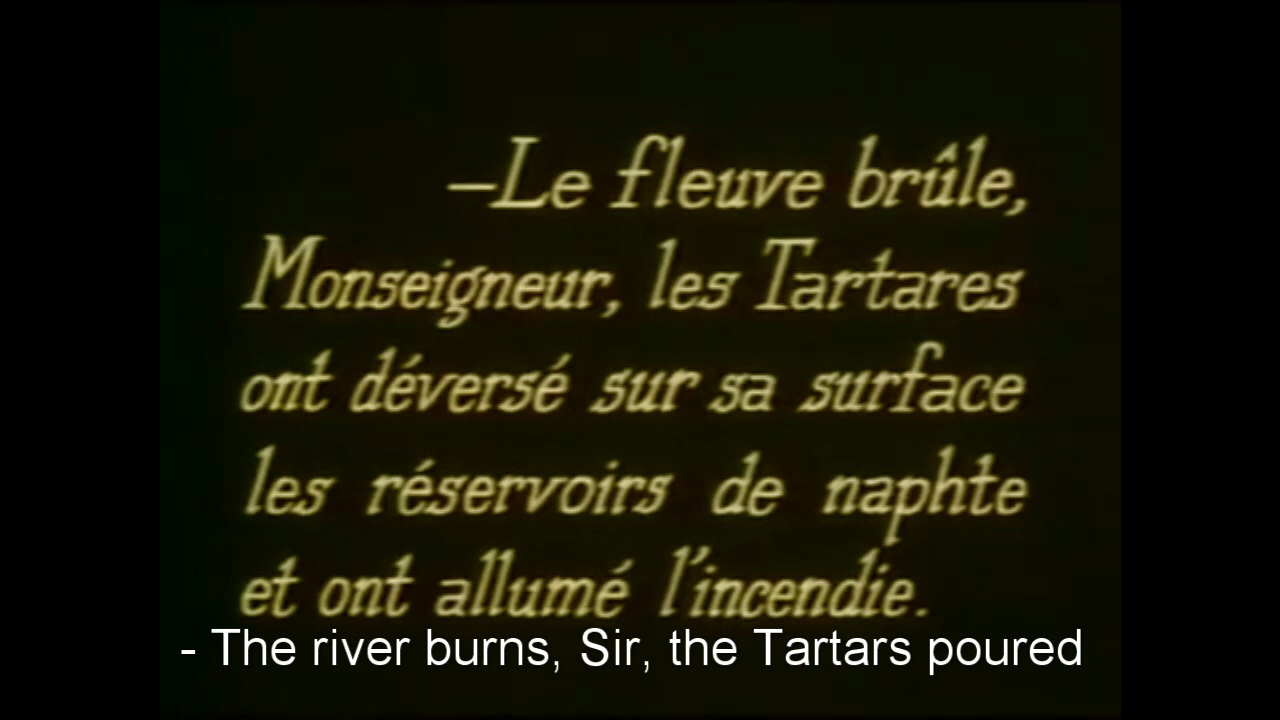 –Le fleuve brûle,
Monseigneur, les Tartares
ont déversé sur sa surface
les réservoirs de naphte
et ont allumé l'incendie.
- The river burns, Sir, the Tartars poured